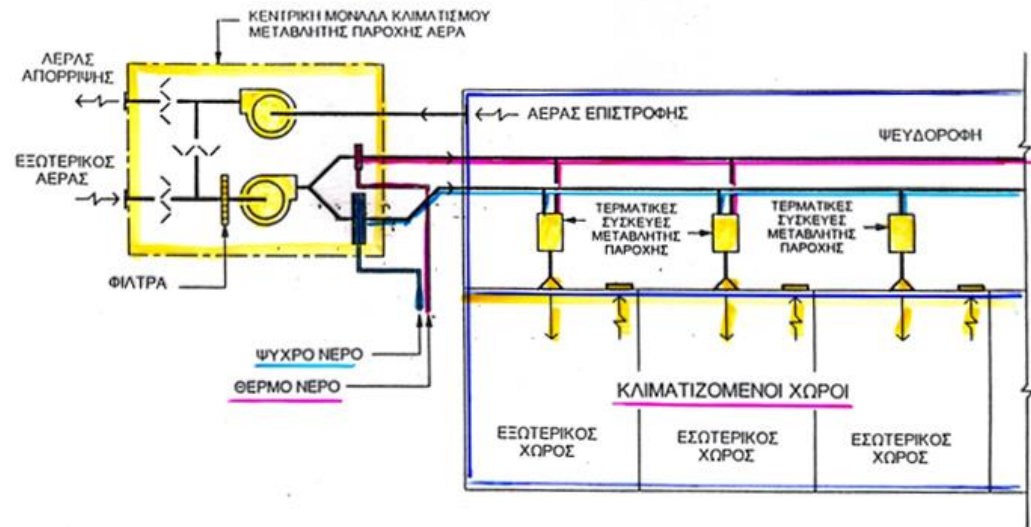 ΚΕΝΤΡΙΚΗ ΜΟΝΑΔΑ ΚΛΙΜΑΤΙΣΜΟΥ
ΜΕΤΑΒΛΗΤΗΣ ΠΑΡΟΧΗΣ ΑΕΡΑ
ΑΕΡΑΣ
ΑΠΟΡΡΙΨΗΣ
ΑΕΡΑΣ ΕΠΙΣΤΡΟΦΗΣ
ΨΕΥΔΟΡΟΦΗ
ΕΞΩΤΕΡΙΚΟΣ
ΑΕΡΑΣ
ΤΕΡΜΑΤΙΚΕΣ
ΣΥΣΚΕΥΕΣ
ΜΕΤΑΒΛΗΤΗΣ
ΠΑΡΟΧΗΣ
ΤΕΡΜΑΤΙΚΕΣ
ΣΥΣΚΕΥΕΣ
ΜΕΤΑΒΛΗΤΗΣ
ΠΑΡΟΧΗΣ
ΦΙΛΤΡΑ
ΨΥΧΡΟ ΝΕΡΟ
ΘΕΡΜΟ ΝΕΡΟ
ΚΛΙΜΑΤΙΖΟΜΕΝΟΙ ΧΩΡΟΙ
ΕΞΩΤΕΡΙΚΟΣ
ΧΩΡΟΣ
ΕΣΩΤΕΡΙΚΟΣ
ΧΩΡΟΣ
ΕΣΩΤΕΡΙΚΟΣ
ΧΩΡΟΣ